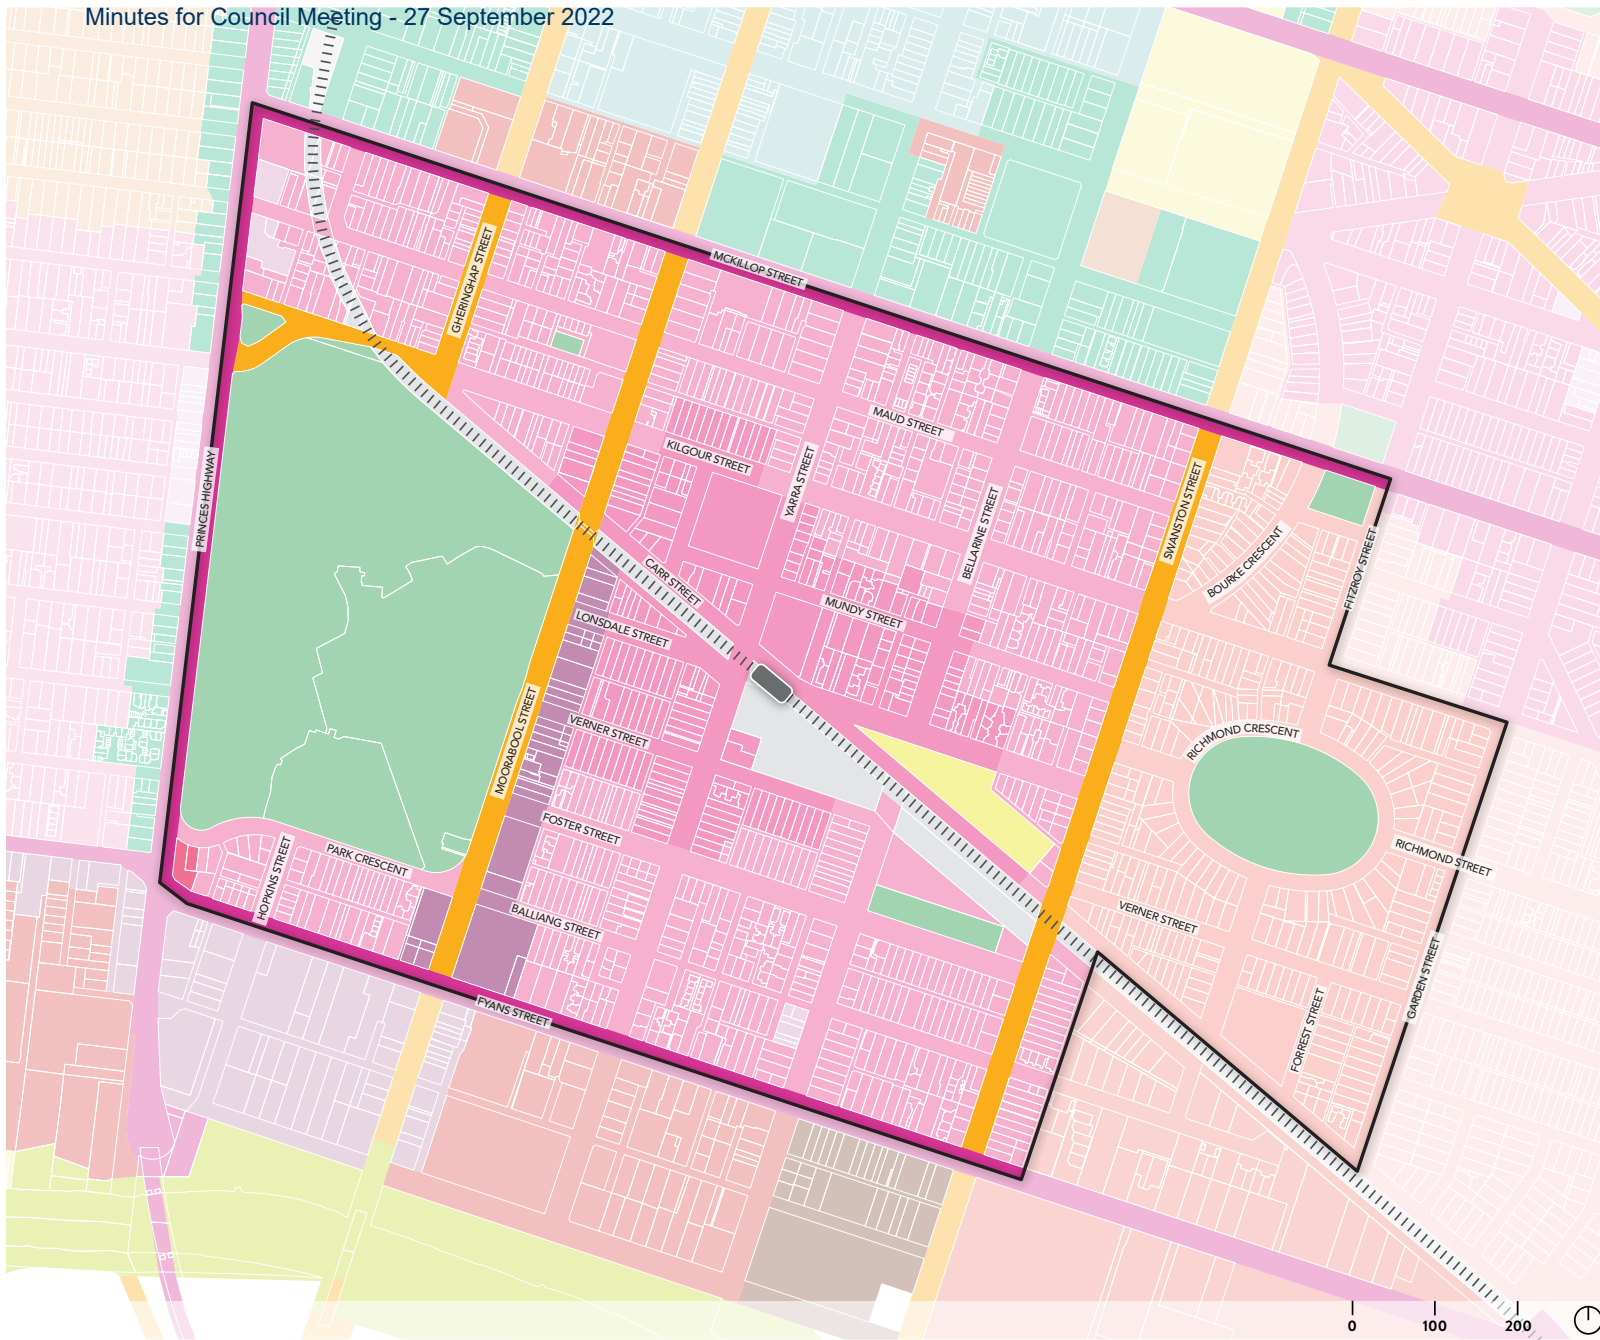 Minutes for Council Meeting - 27 September 2022
GHERINGHAP STREET
MCKILLOP STREET
PRINCES HIGHWAY
KILGOUR STREET
MAUD STREET
YARRA STREET
BELLARINE STREET
SWANSTON STREET
BOURKE CRESCENT
FITZROY STREET
CARR STREET
LONSDALE STREET
MUNDY STREET
MOORABOOL STREET
VERNER STREET
RICHMOND CRESCENT
FOSTER STREET
HOPKINS STREET
PARK CRESCENT
RICHMOND STREET
BALLIANG STREET
VERNER STREET
GARDEN STREET
FYANS STREET
FORREST STREET
0 100 200